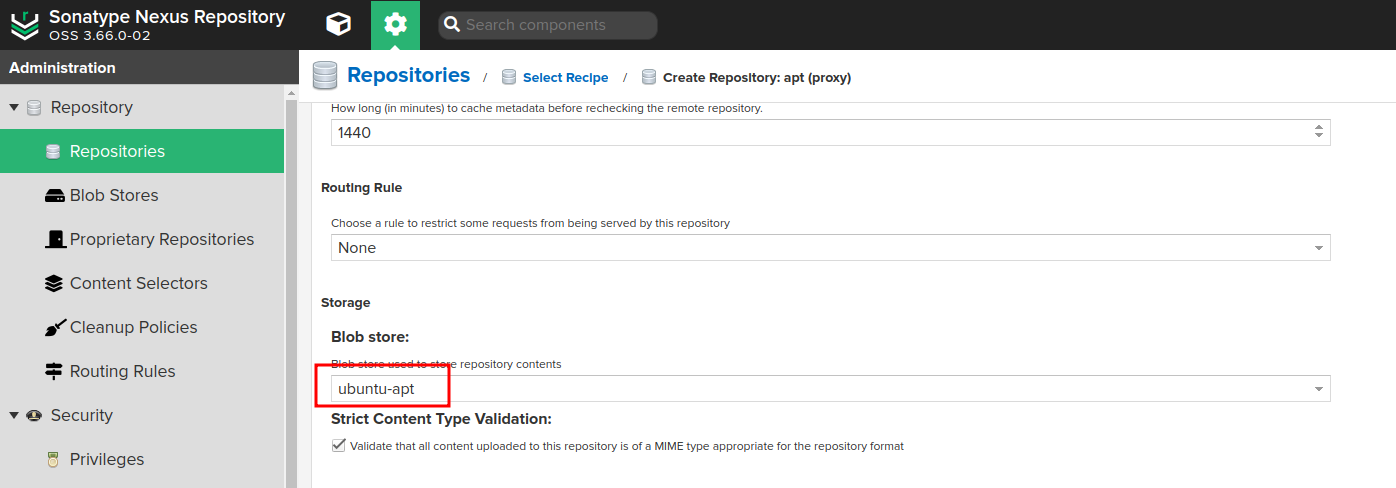 Sonatype Nexus Repository
OSS 3.66.0-02
Search components
Administration
Repositories / Select Recipe / Create Repository: apt (proxy)
Repository
Repositories
Blob Stores
Proprietary Repositories
Content Selectors
Cleanup Policies
Routing Rules
Security
Privileges
How long (in minutes) to cache metadata before rechecking the remote repository.
1440
Routing Rule
Choose a rule to restrict some requests from being served by this repository
None
Storage
Blob store:
Blob store used to store repository contents
ubuntu-apt
Strict Content Type Validation:
Validate that all content uploaded to this repository is of a MIME type appropriate for the repository format